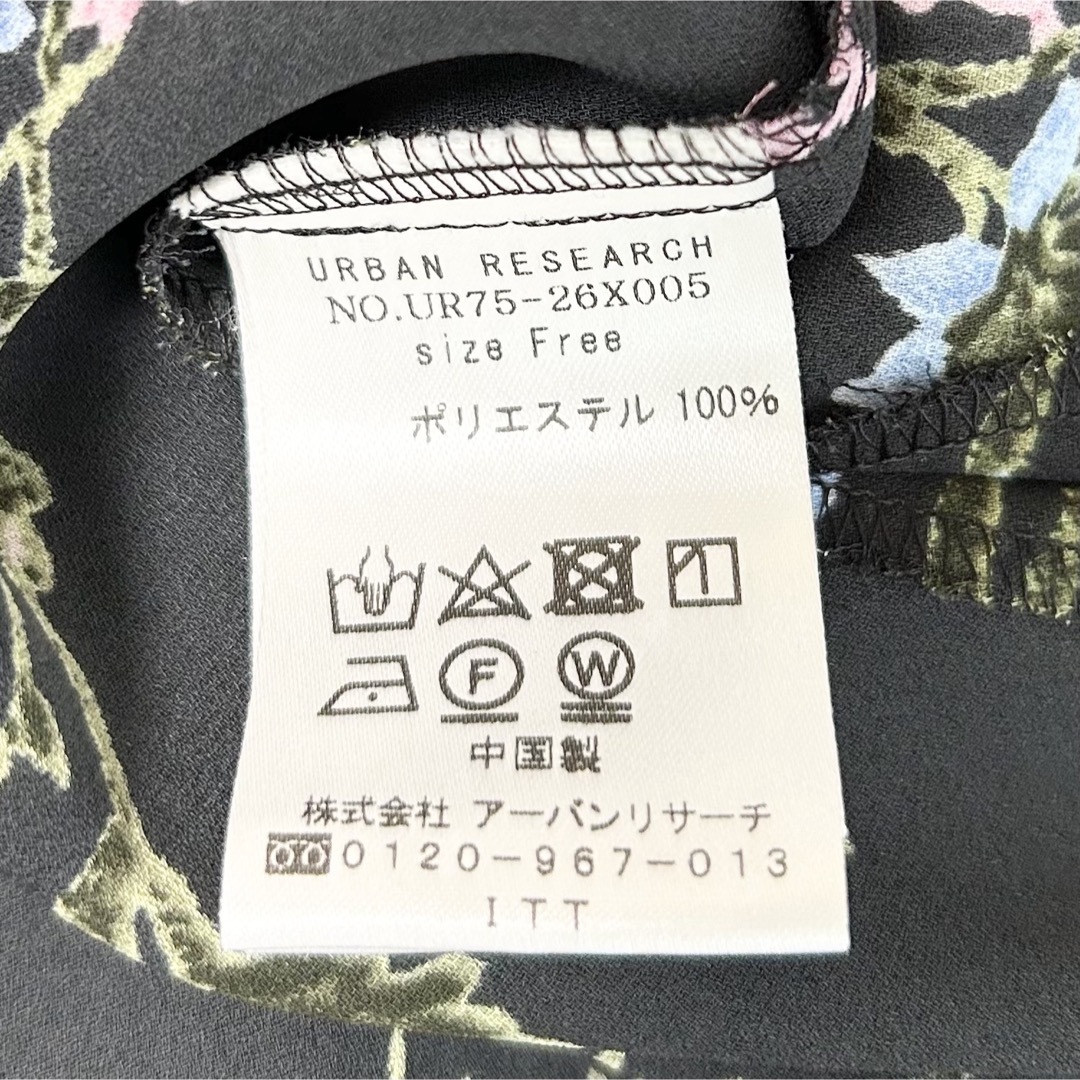 URBAN RESEARCH
NO.UR75-26X005
size Free
ポリエステル 100%
F W
中国製
株式会社 アーバンリサーチ
0120-967-013
ITT